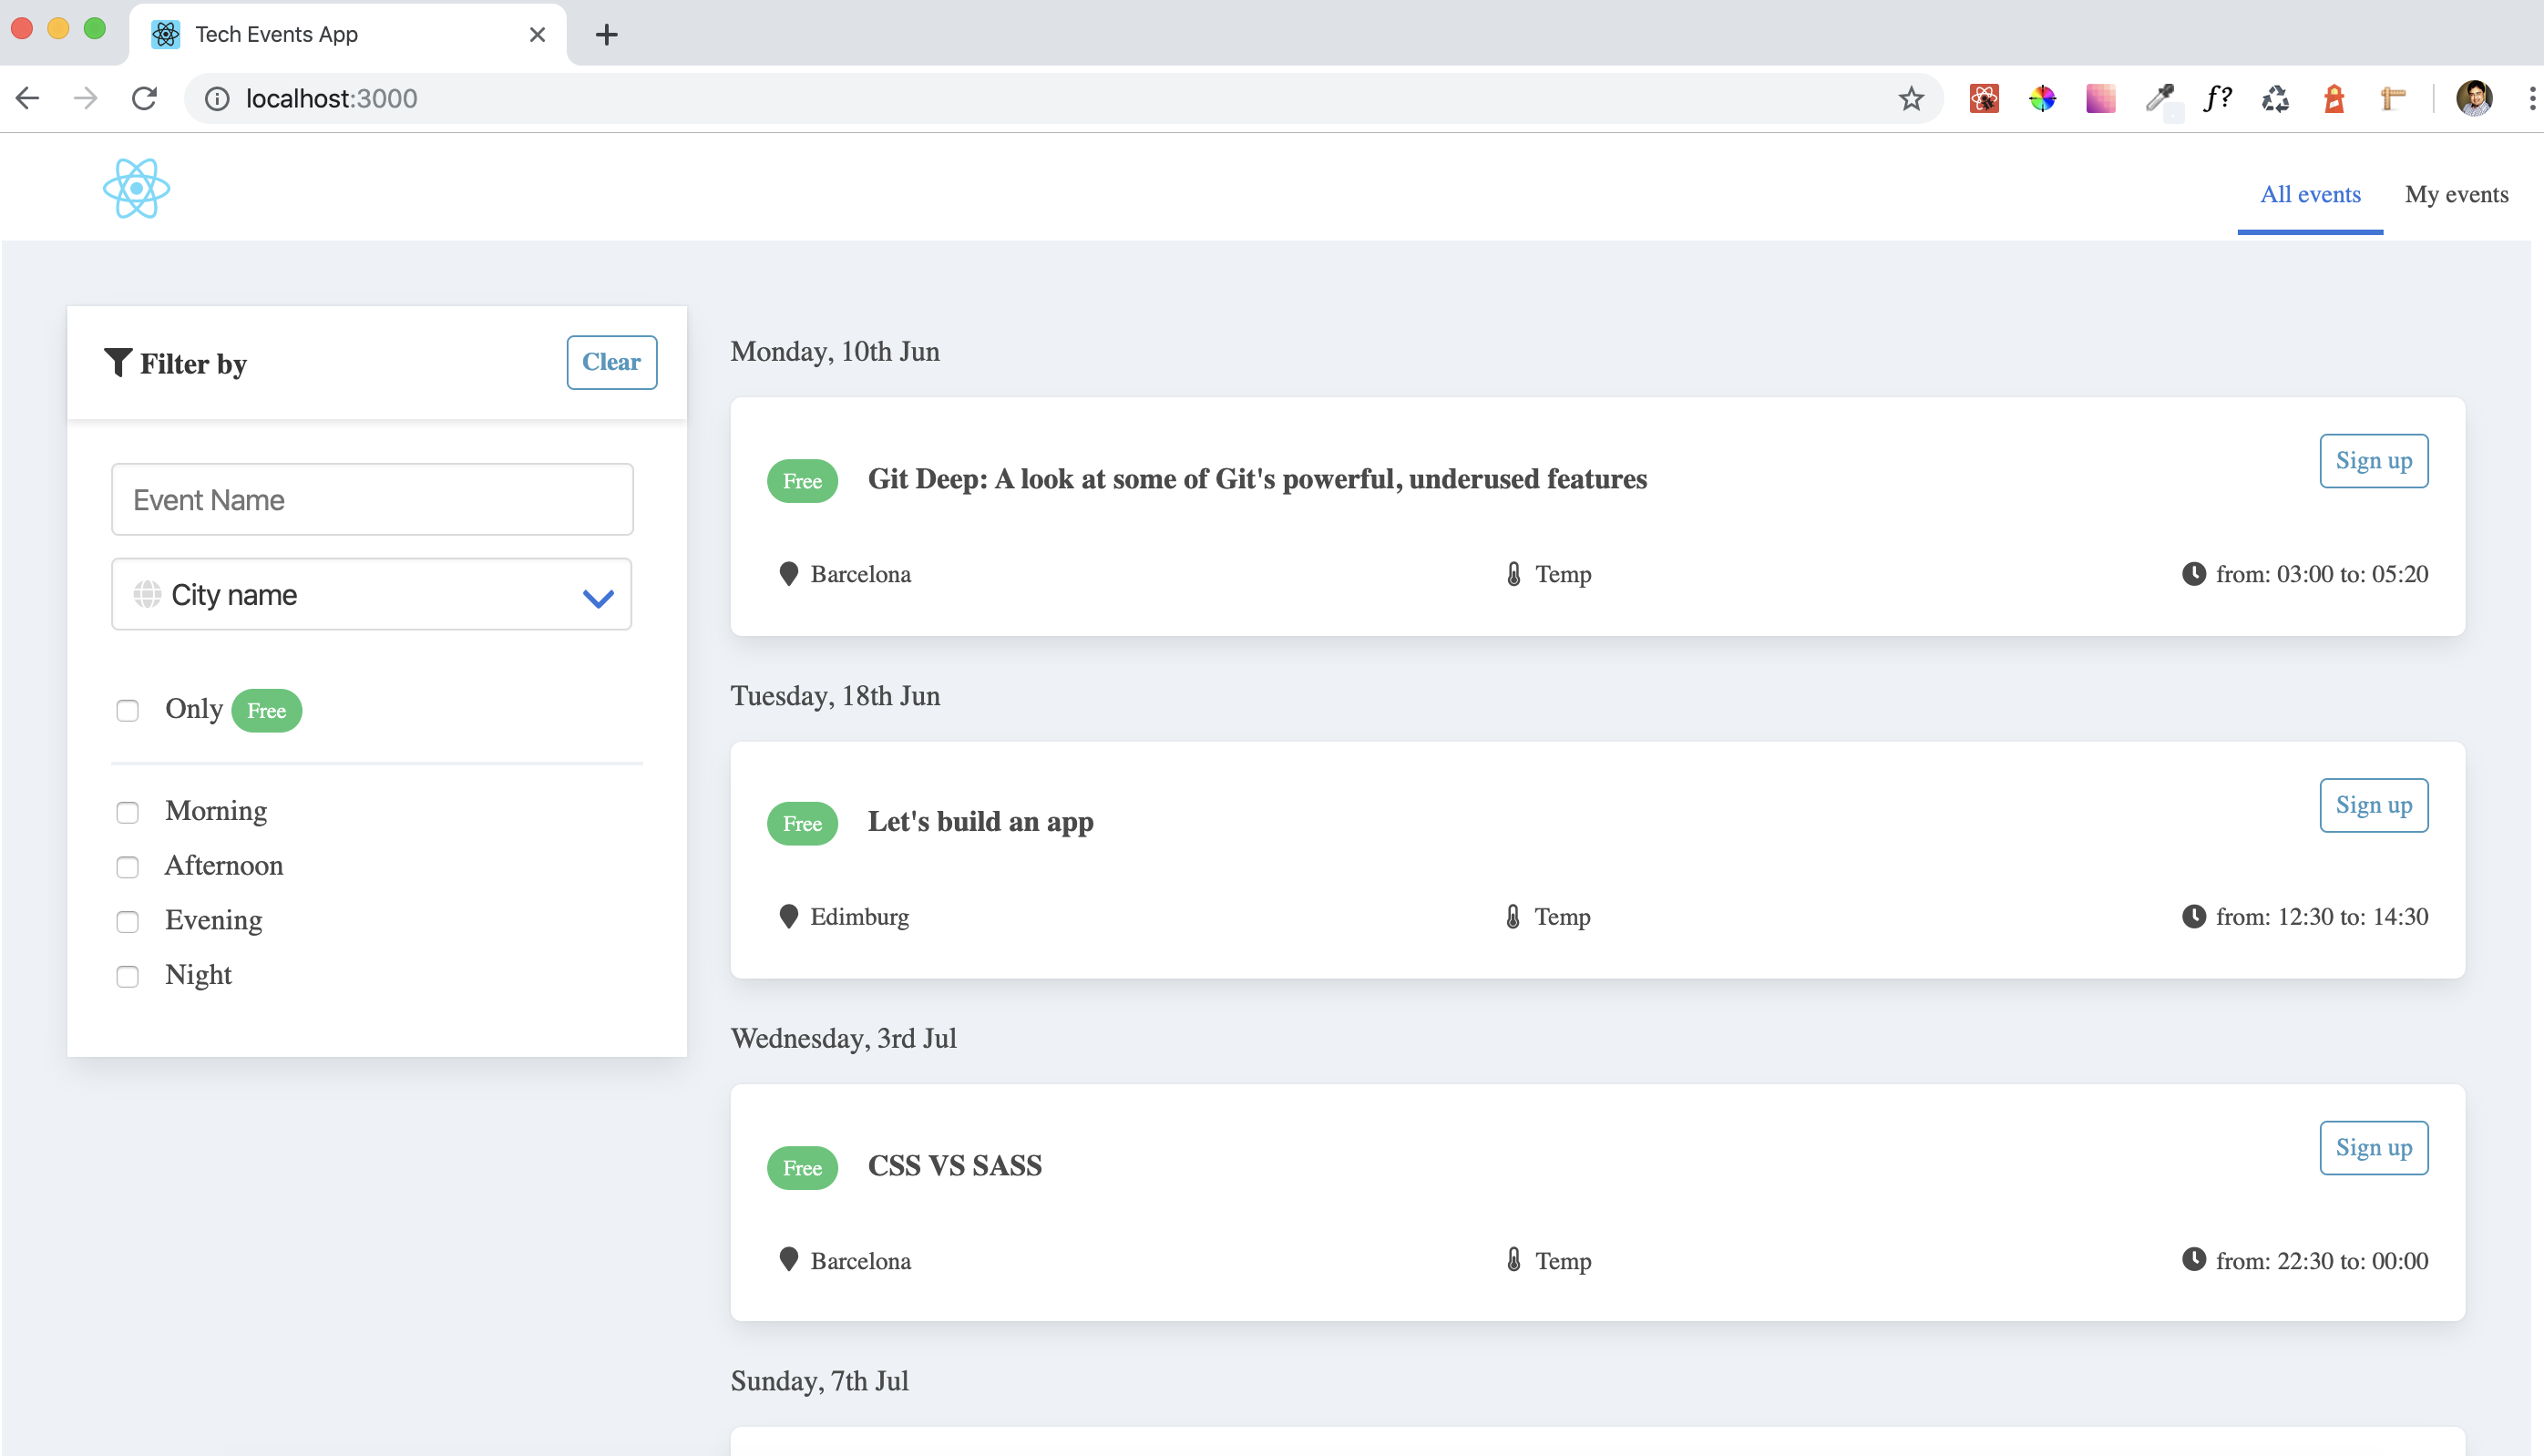 Tech Events App
localhost:3000
f?
All events
My events
Filter by
Clear
Event Name
City name
Only Free
Morning
Afternoon
Evening
Night
Monday, 10th Jun
Free Git Deep: A look at some of Git's powerful, underused features
Sign up
Barcelona Temp from: 03:00 to: 05:20
Tuesday, 18th Jun
Free Let's build an app
Sign up
Edimburg Temp from: 12:30 to: 14:30
Wednesday, 3rd Jul
Free CSS VS SASS
Sign up
Barcelona Temp from: 22:30 to: 00:00
Sunday, 7th Jul